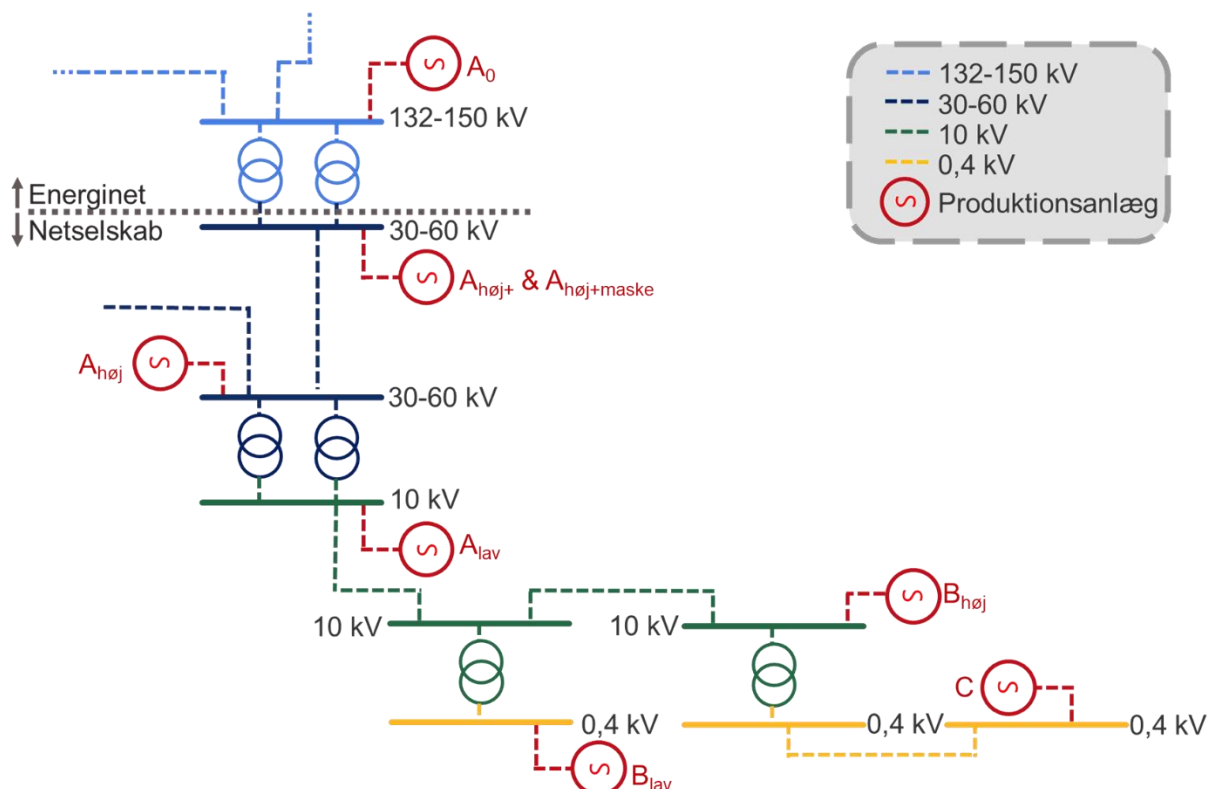 A0
132-150 kV
Energinet
Netselskab
30-60 kV
Ahøj+ & Ahøj+maske
Ahøj
30-60 kV
10 kV
Alav
10 kV
10 kV
Bhøj
0,4 kV
Blav
0,4 kV
C
0,4 kV
132-150 kV
30-60 kV
10 kV
0,4 kV
Produktionsanlæg